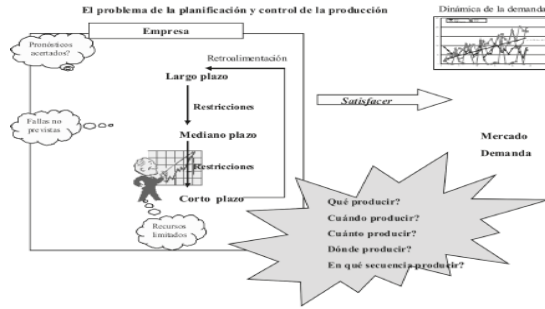 El problema de la planificación y control de la producción
Dinámica de la demanda
Empresa
Pronósticos
acertados?
Retroalimentación
Largo plazo
Restricciones
Satisfacer
Fallas no
previstas
Mediano plazo
Mercado
Demanda
Restricciones
Corto plazo
Recursos
limitados
Qué producir?
Cuándo producir?
Cuánto producir?
Dónde producir?
En qué secuencia producir?